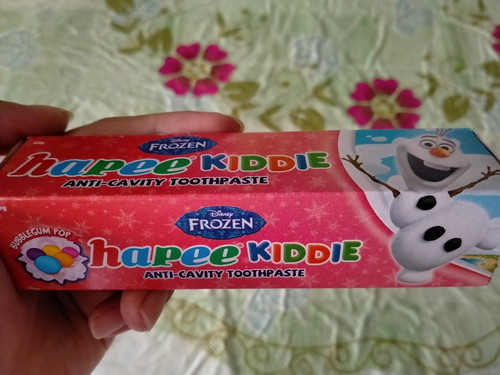 Disney
FROZEN
hapee KIDDIE
ANTI-CAVITY TOOTHPASTE
Disney
FROZEN
BUBBLEGUM POP
hapee KIDDIE
ANTI-CAVITY TOOTHPASTE